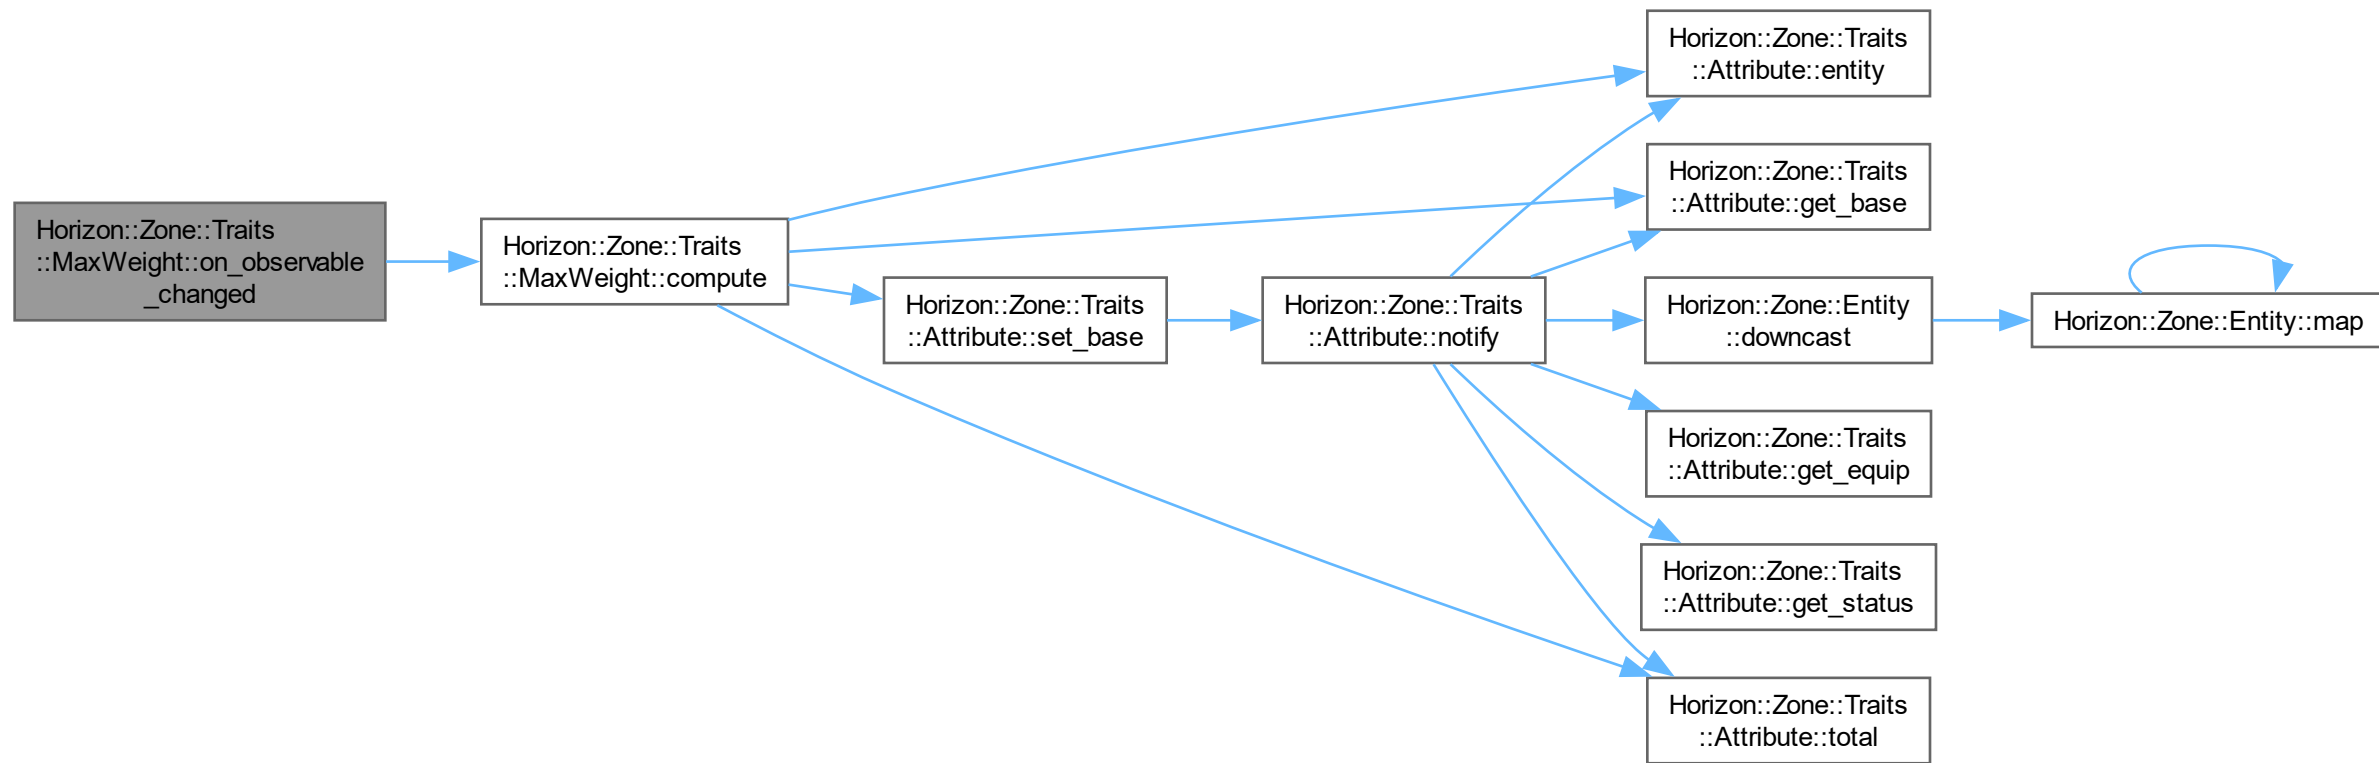 Horizon::Zone::Traits
::MaxWeight::on_observable
_changed
Horizon::Zone::Traits
::MaxWeight::compute
Horizon::Zone::Traits
::Attribute::entity
Horizon::Zone::Traits
::Attribute::get_base
Horizon::Zone::Traits
::Attribute::set_base
Horizon::Zone::Traits
::Attribute::notify
Horizon::Zone::Entity
::downcast
Horizon::Zone::Entity::map
Horizon::Zone::Traits
::Attribute::get_equip
Horizon::Zone::Traits
::Attribute::get_status
Horizon::Zone::Traits
::Attribute::total